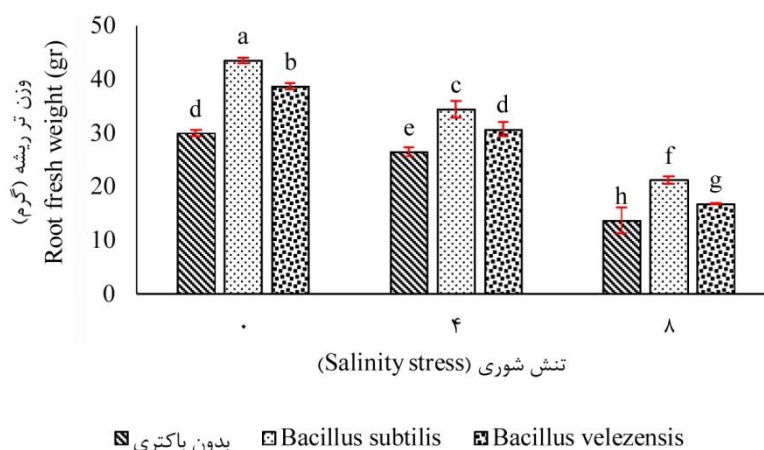 وزن تر ریشه (گرم)
Root fresh weight (gr)
50
40
30
20
10
0
d
a
b
e
c
d
h
f
g
۰
۴
۸
تنش شوری (Salinity stress)
بدون باکتری
Bacillus subtilis
Bacillus velezensis